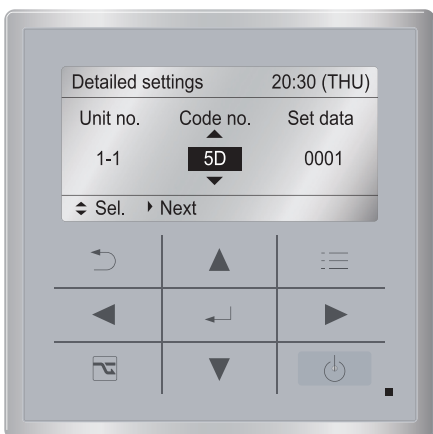 Detailed settings 20:30 (THU)
Unit no. Code no. Set data
1-1 5D 0001
Sel. Next